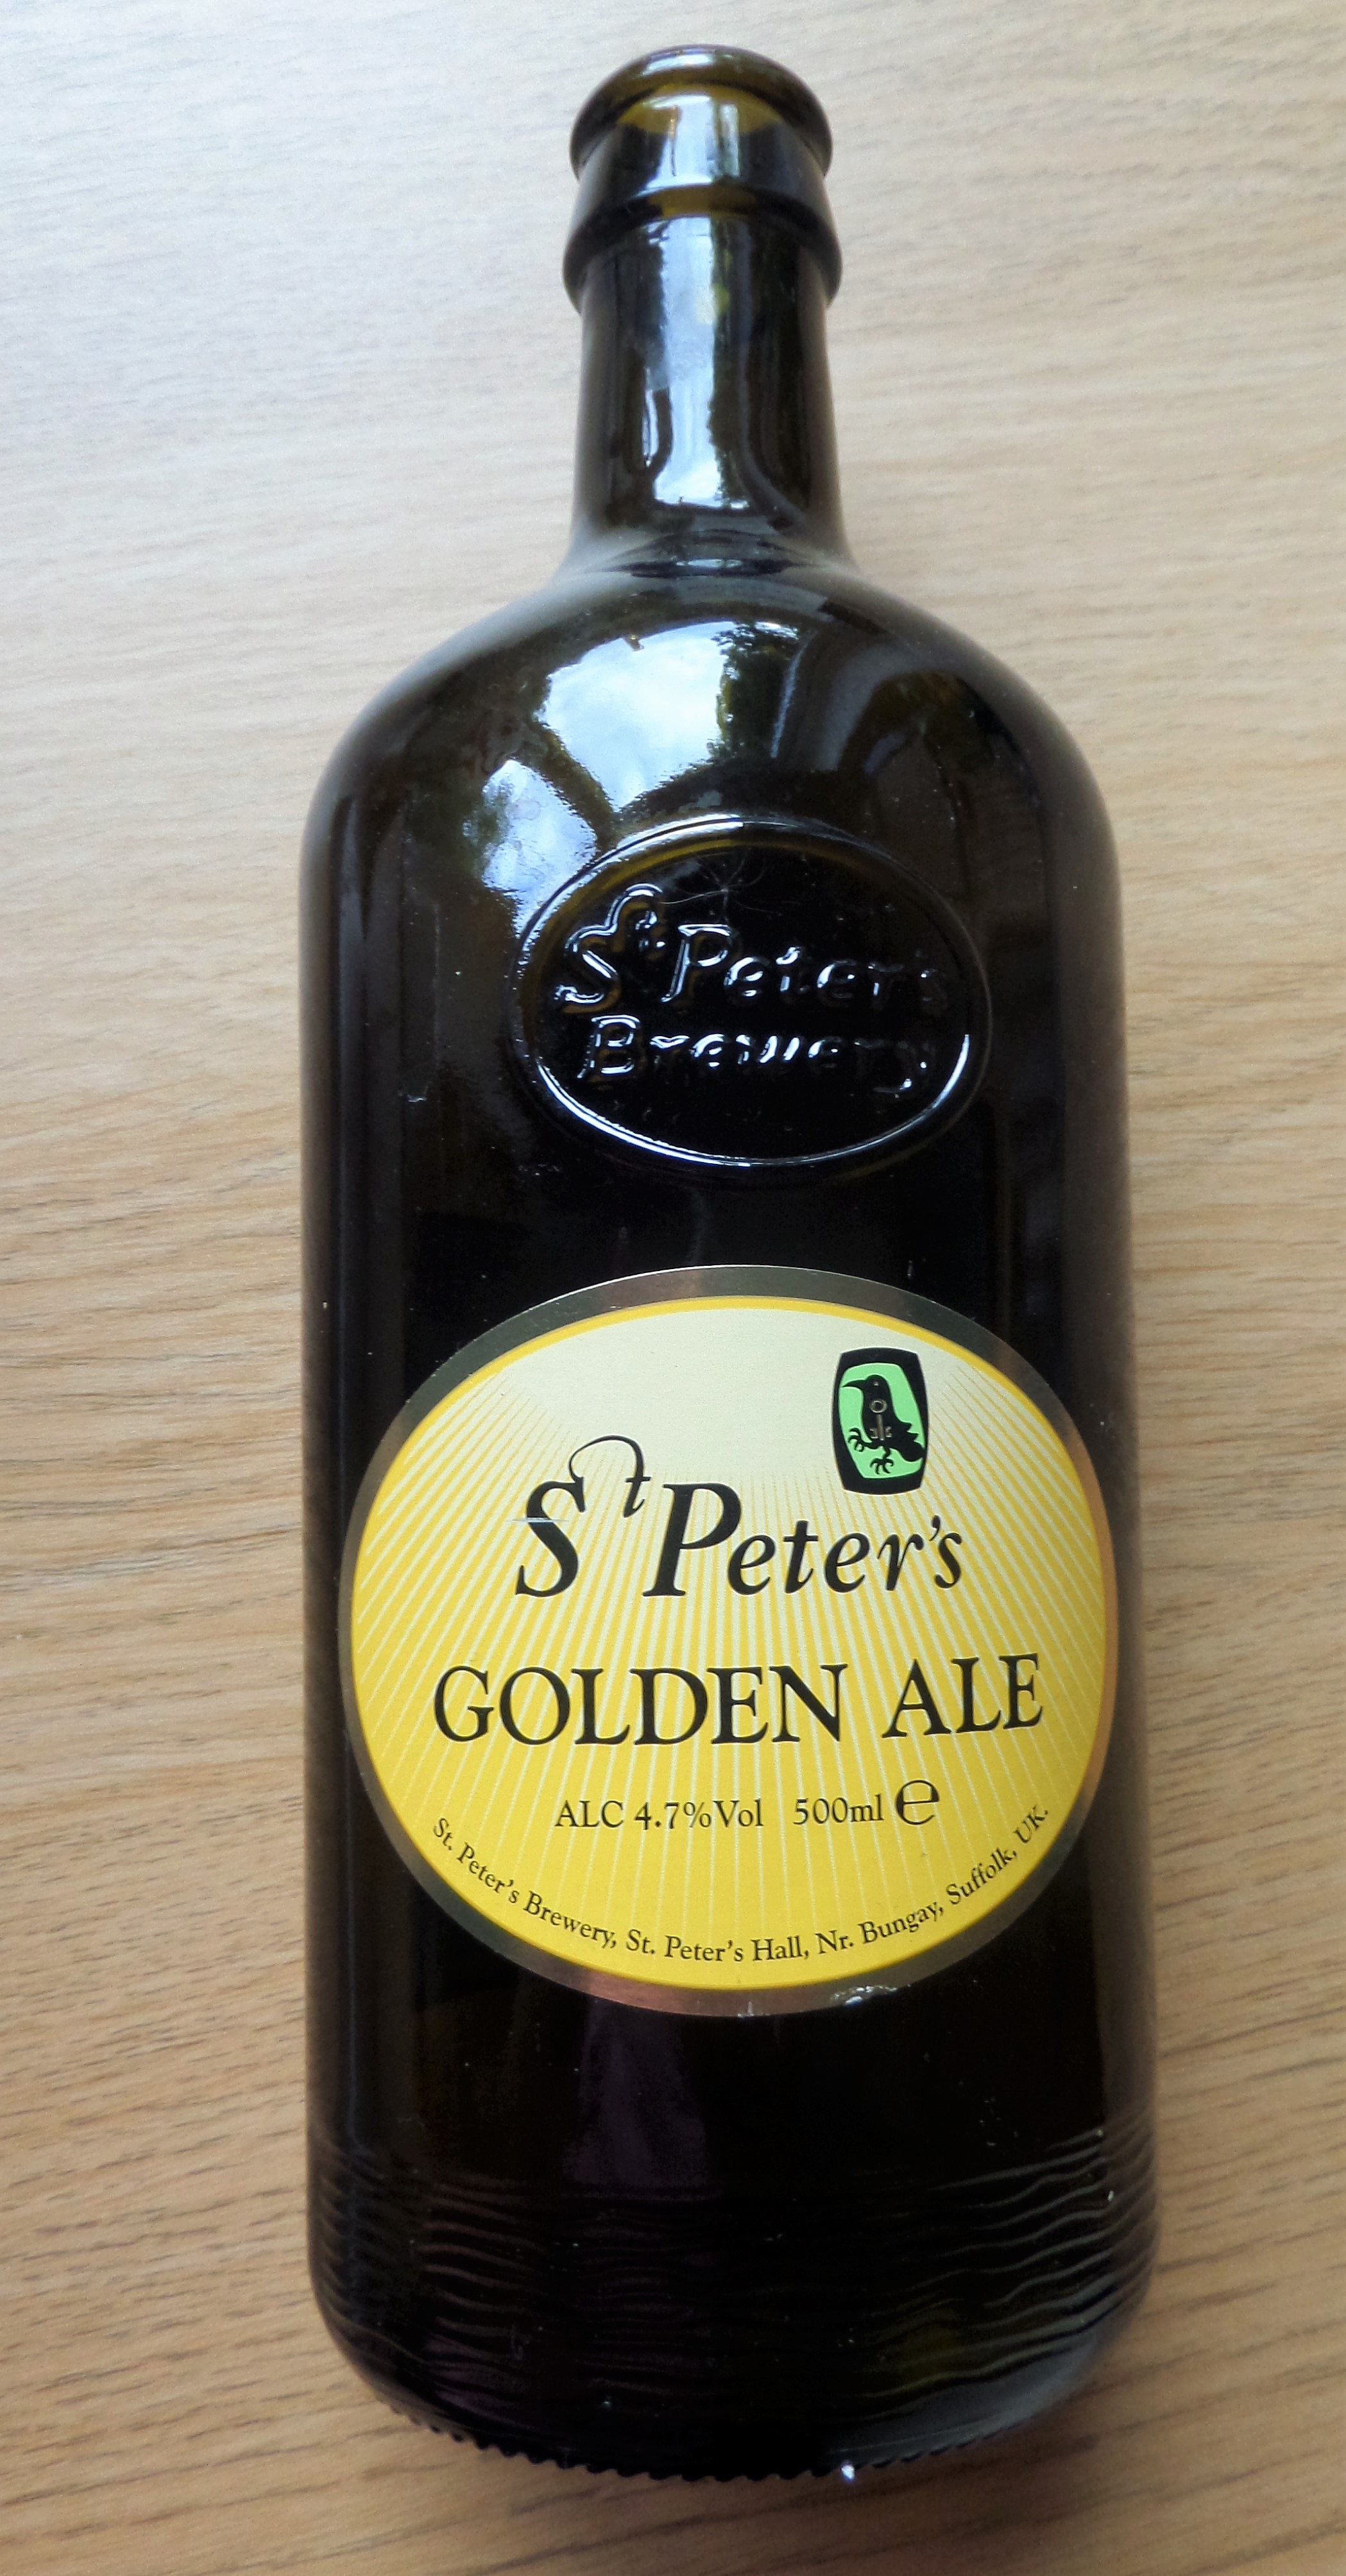 St Peter's
Brewery
St Peter's
GOLDEN ALE
ALC 4.7%Vol 500ml ℮
St. Peter's Brewery, St. Peter's Hall, Nr. Bungay, Suffolk, UK.